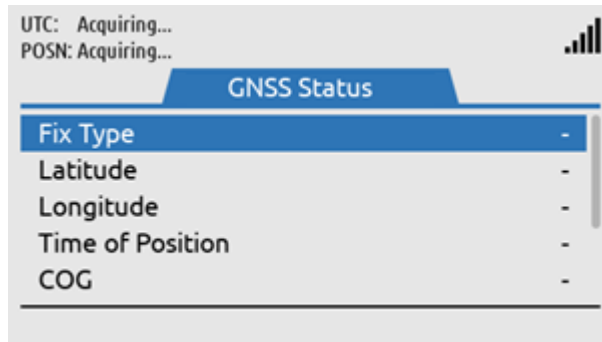 UTC: Acquiring...
POSN: Acquiring...
GNSS Status
Fix Type -
Latitude -
Longitude -
Time of Position -
COG -